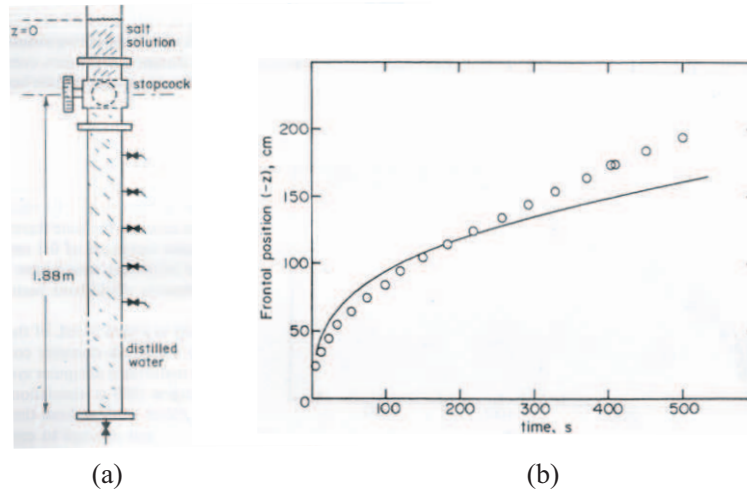 z=0
salt
solution
stopcock
1.88m
distilled
water
(a)
Frontal position (-z), cm
200
150
100
50
0
100
200
300
400
500
time, s
(b)